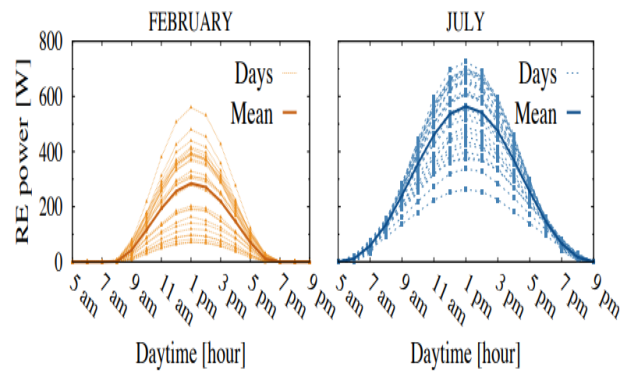 FEBRUARY
JULY
RE power [W]
800
600
400
200
0
Days
Mean
Days
Mean
5 am
7 am
9 am
11 am
1 pm
3 pm
5 pm
7 pm
9 pm
5 am
7 am
9 am
11 am
1 pm
3 pm
5 pm
7 pm
9 pm
Daytime [hour]
Daytime [hour]